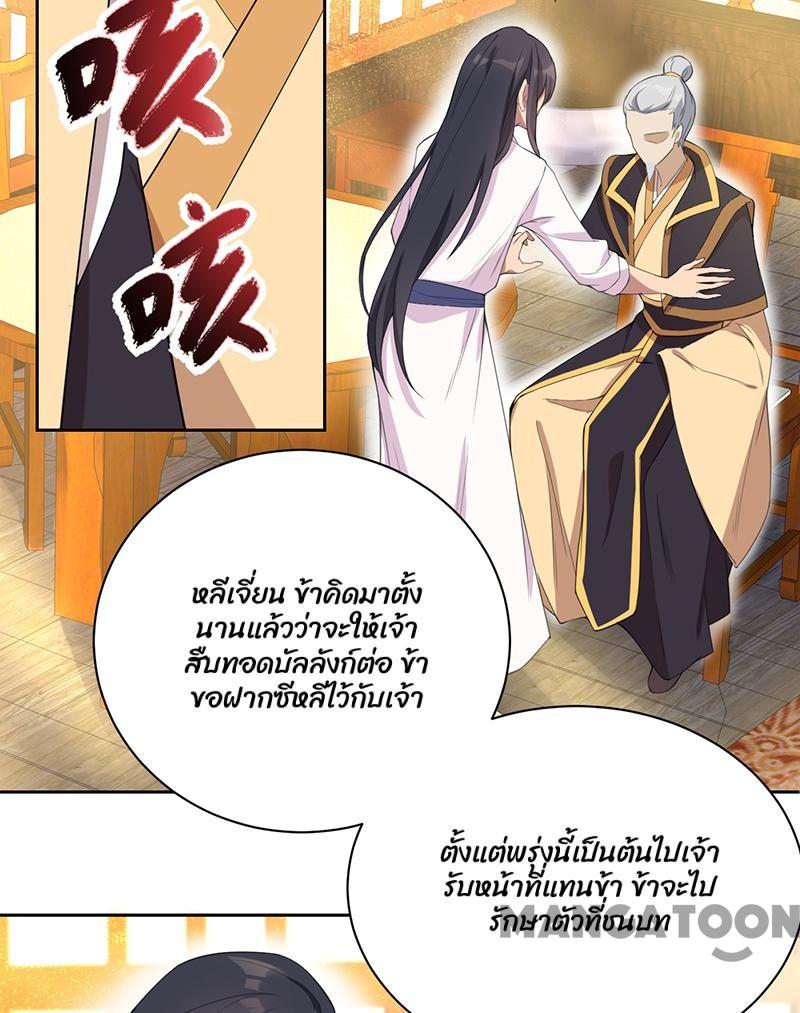 咳
咳
หลีเจี่ยน ข้าคิดมาตั้ง
นานแล้วว่าจะให้เจ้า
สืบทอดบัลลังก์ต่อ ข้า
ขอฝากซีหลีไว้กับเจ้า
ตั้งแต่พรุ่งนี้เป็นต้นไปเจ้า
รับหน้าที่แทนข้า ข้าจะไป
รักษาตัวที่ชนบท
MANGATOON